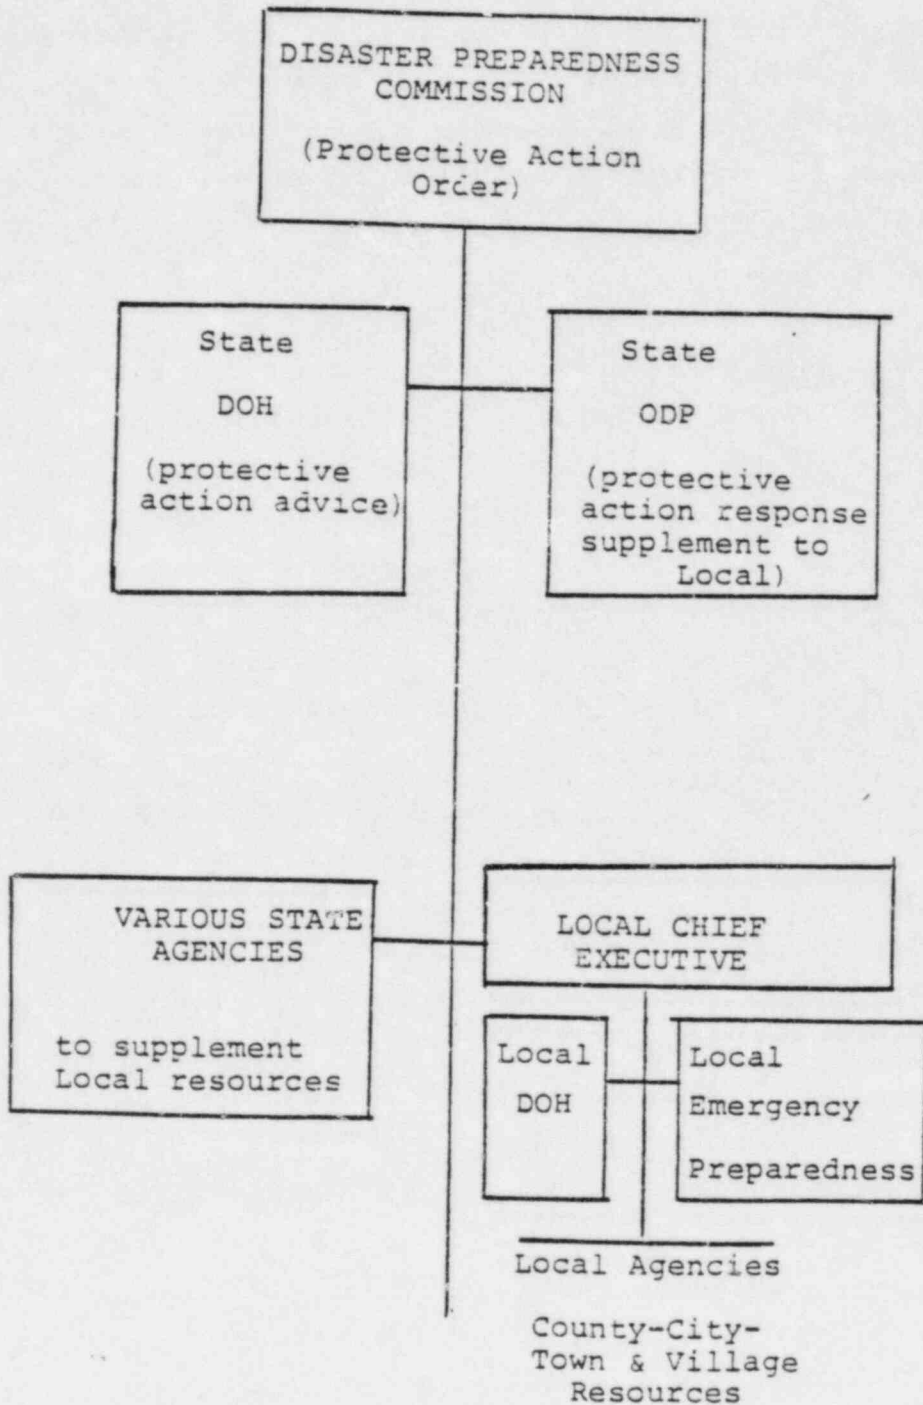 DISASTER PREPAREDNESS
COMMISSION
(Protective Action
Order)
State
DOH
(protective
action advice)
State
ODP
(protective
action response
supplement to
Local)
VARIOUS STATE
AGENCIES
to supplement
Local resources
LOCAL CHIEF
EXECUTIVE
Local
DOH
Local
Emergency
Preparedness
Local Agencies
County-City-
Town & Village
Resources